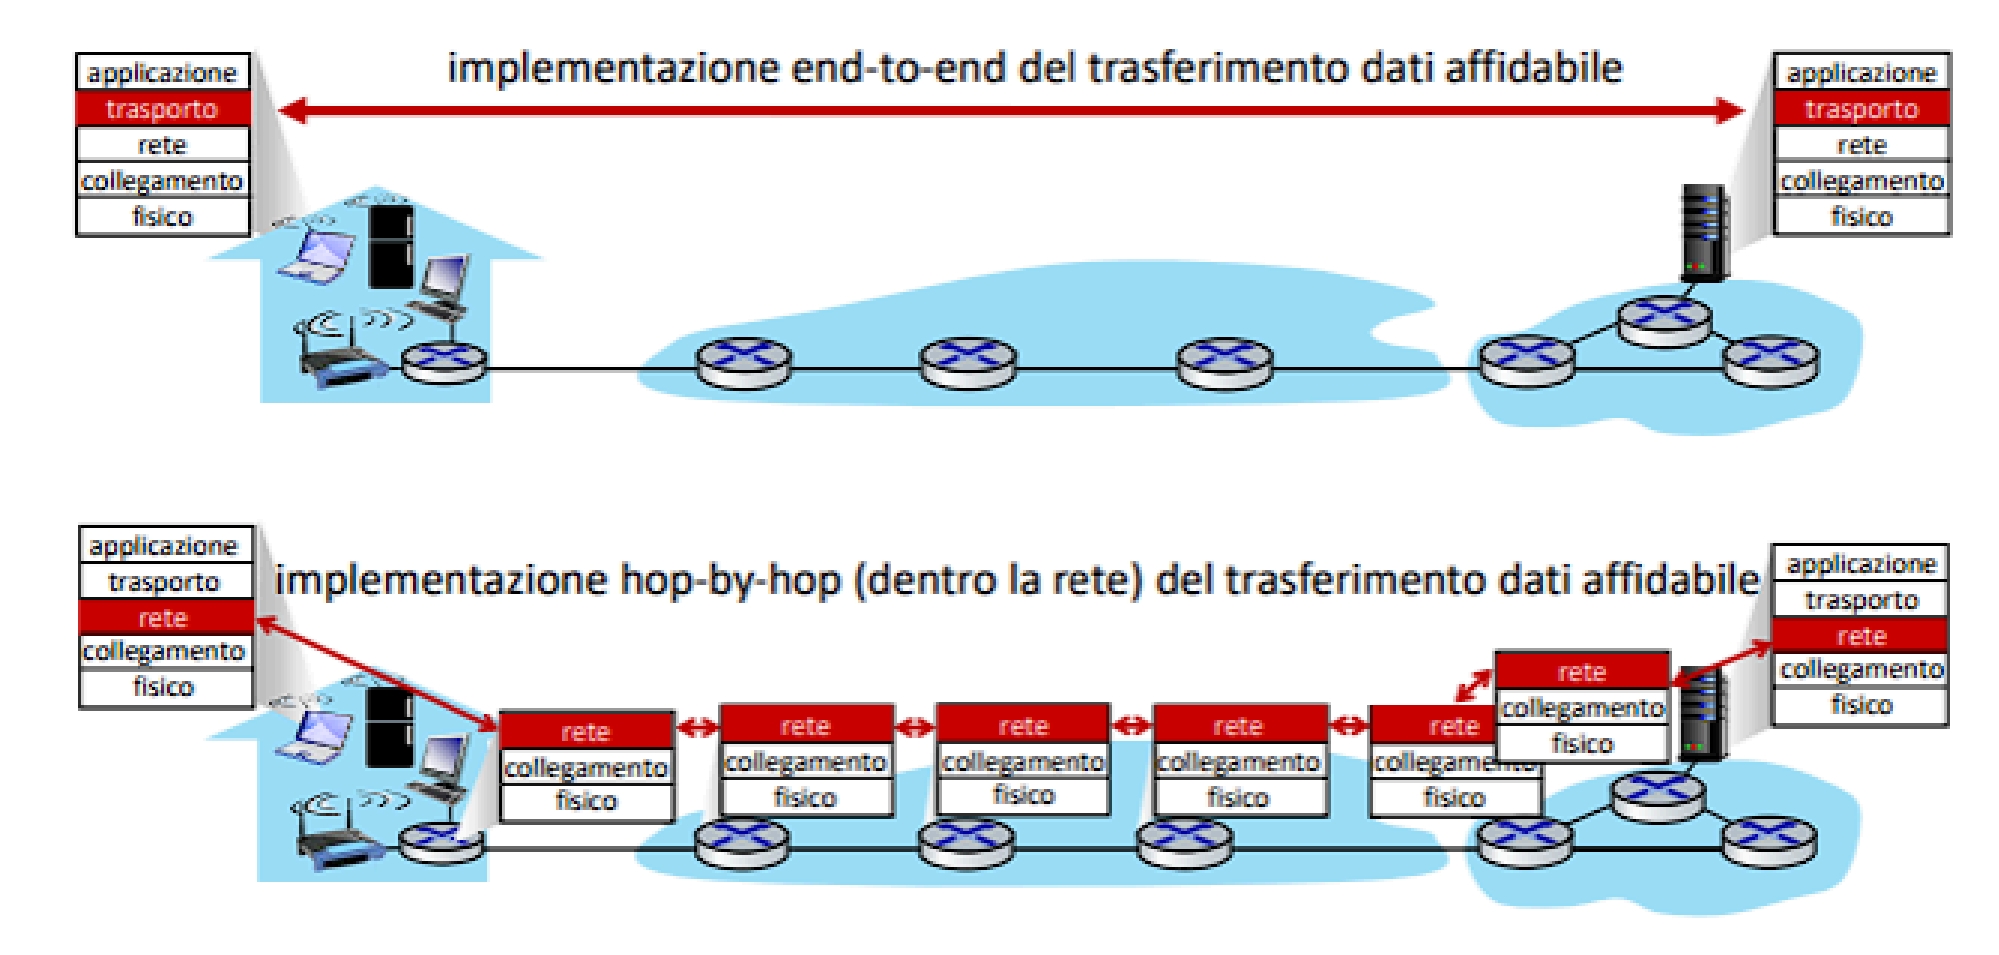 implementazione end-to-end del trasferimento dati affidabile
applicazione
trasporto
rete
collegamento
fisico
applicazione
trasporto
rete
collegamento
fisico
implementazione hop-by-hop (dentro la rete) del trasferimento dati affidabile
applicazione
trasporto
rete
collegamento
fisico
rete
collegamento
fisico
rete
collegamento
fisico
rete
collegamento
fisico
rete
collegamento
fisico
rete
collegame
fisico
rete
collegamento
fisico
applicazione
trasporto
rete
collegamento
fisico